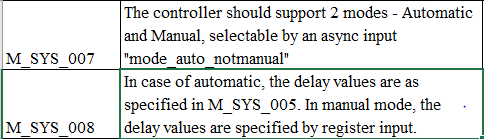 The controller should support 2 modes - Automatic
and Manual, selectable by an async input
M_SYS_007 "mode_auto_notmanual"
In case of automatic, the delay values are as
specified in M_SYS_005. In manual mode, the
M_SYS_008 delay values are specified by register input.